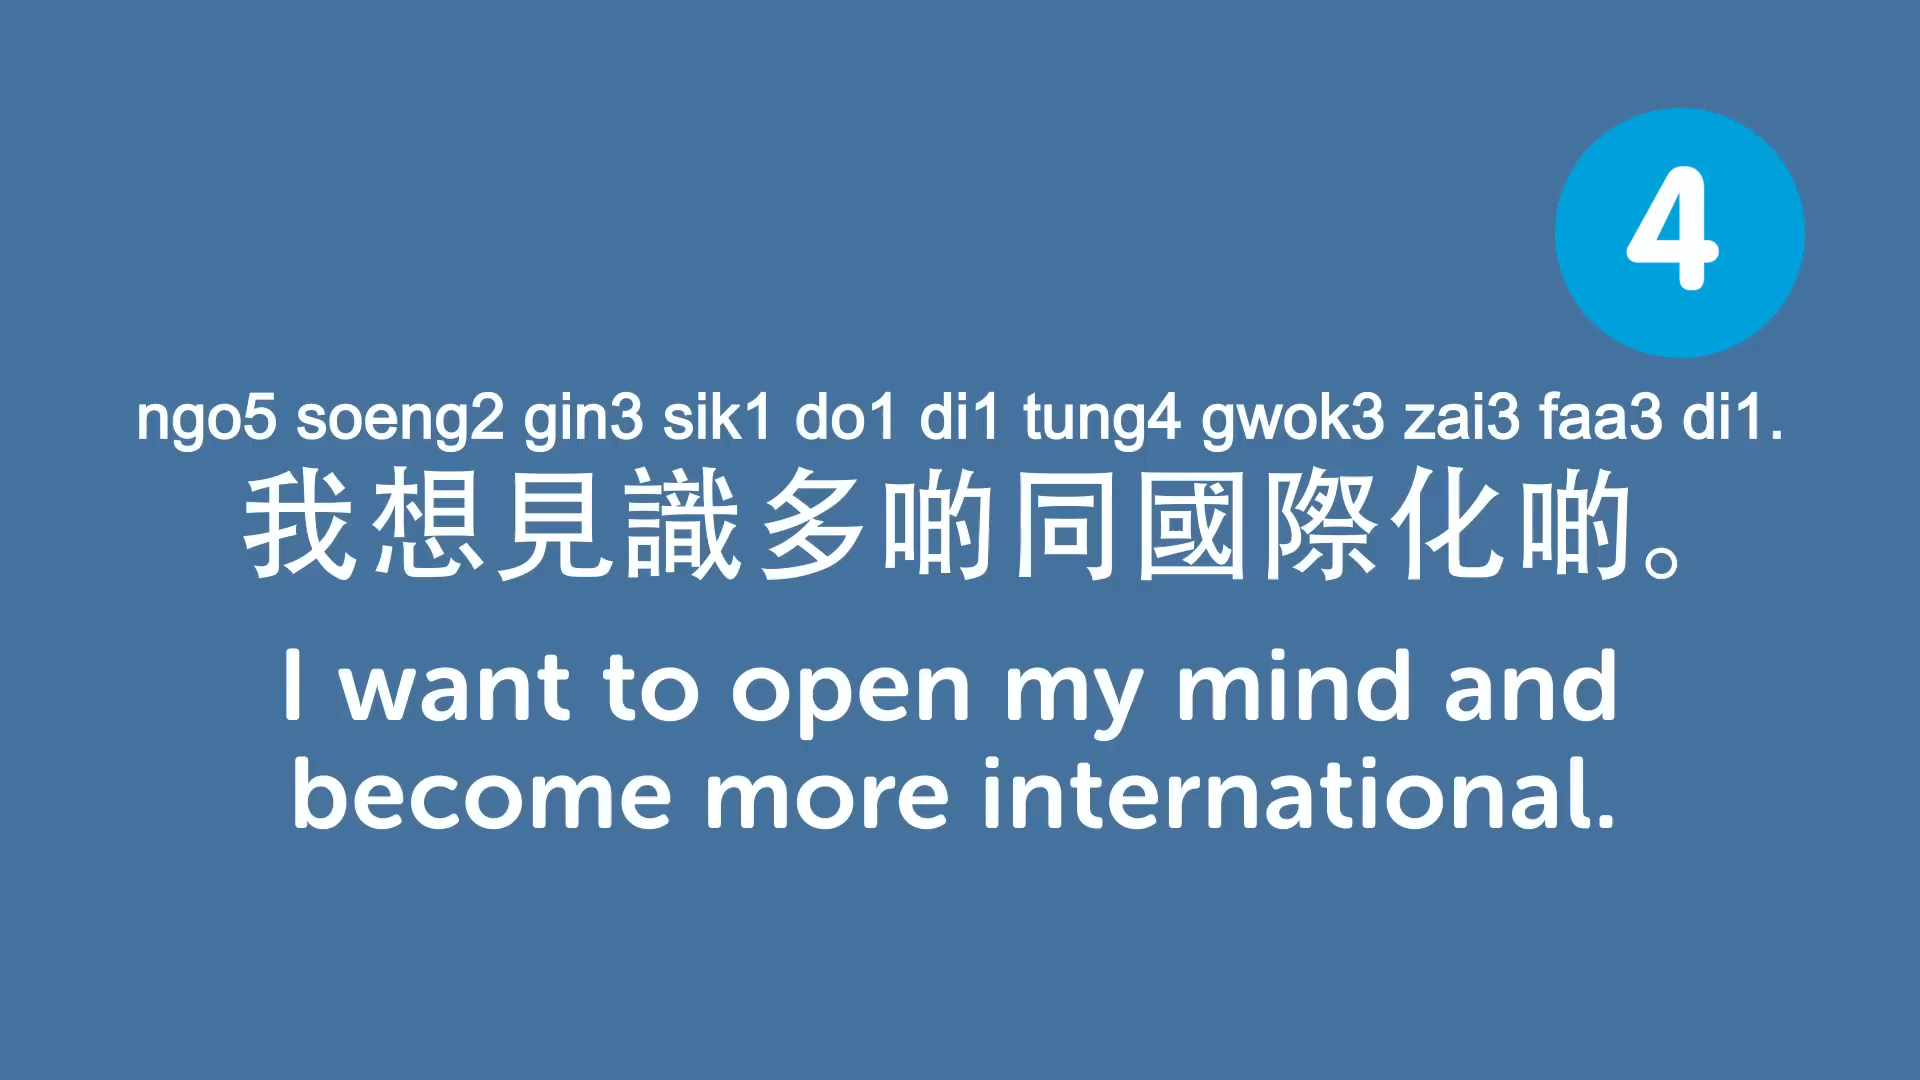 4
ngo5 soeng2 gin3 sik1 do1 di1 tung4 gwok3 zai3 faa3 di1.
我想見識多啲同國際化啲。
I want to open my mind and
become more international.